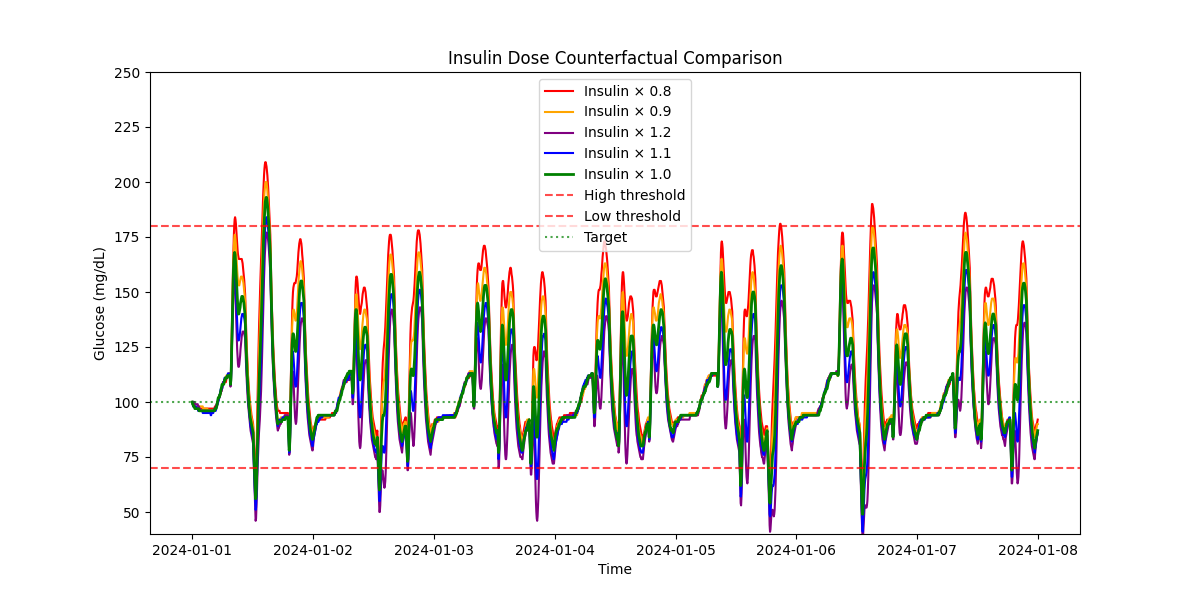 Insulin Dose Counterfactual Comparison
250
225
200
175
150
125
100
75
50
Glucose (mg/dL)
Insulin × 0.8
Insulin × 0.9
Insulin × 1.2
Insulin × 1.1
Insulin × 1.0
High threshold
Low threshold
Target
2024-01-01 2024-01-02 2024-01-03 2024-01-04 2024-01-05 2024-01-06 2024-01-07 2024-01-08
Time